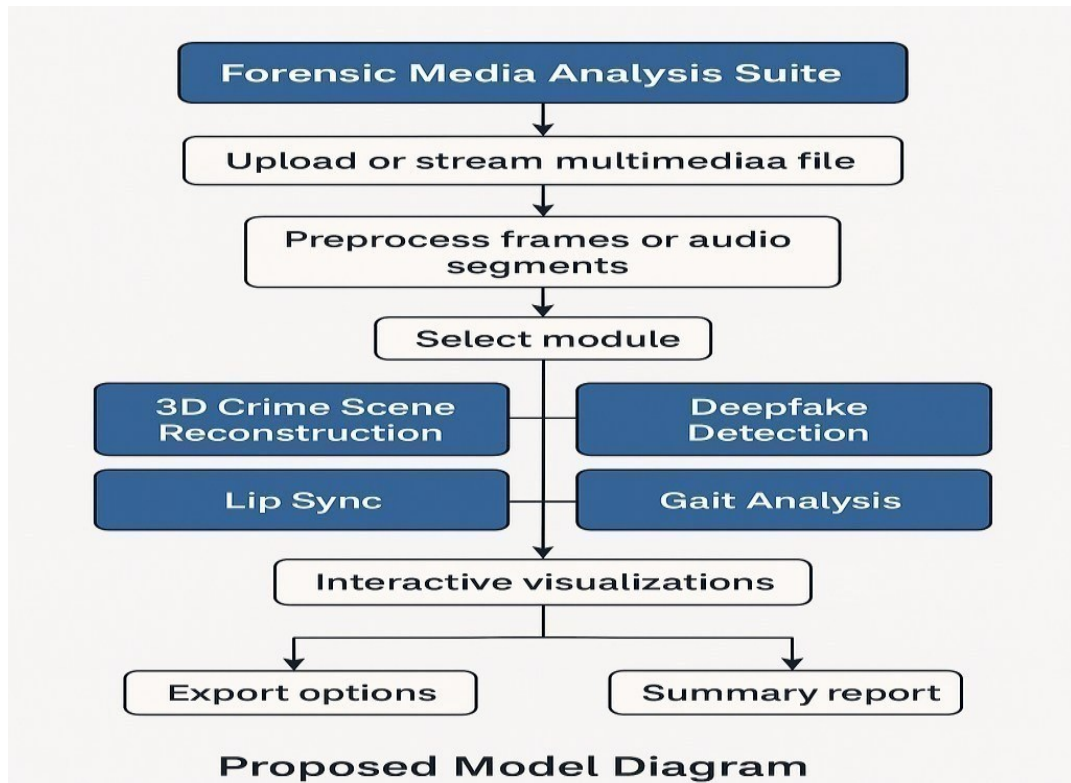 Forensic Media Analysis Suite
Upload or stream multimediaa file
Preprocess frames or audio
segments
Select module
3D Crime Scene
Reconstruction
Deepfake
Detection
Lip Sync
Gait Analysis
Interactive visualizations
Export options
Summary report
Proposed Model Diagram